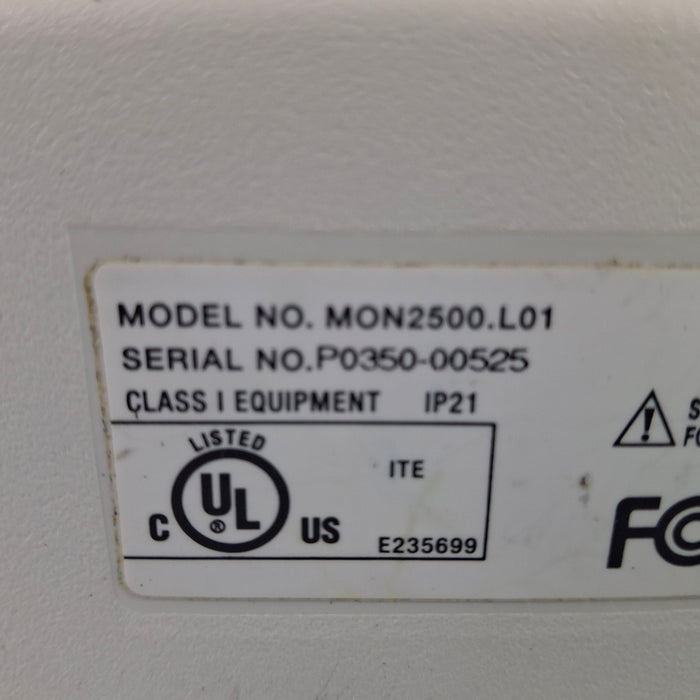 MODEL NO. MON2500.L01
SERIAL NO.P0350-00525
CLASS I EQUIPMENT IP21
LISTED
UL
®
C
US
ITE
E235699